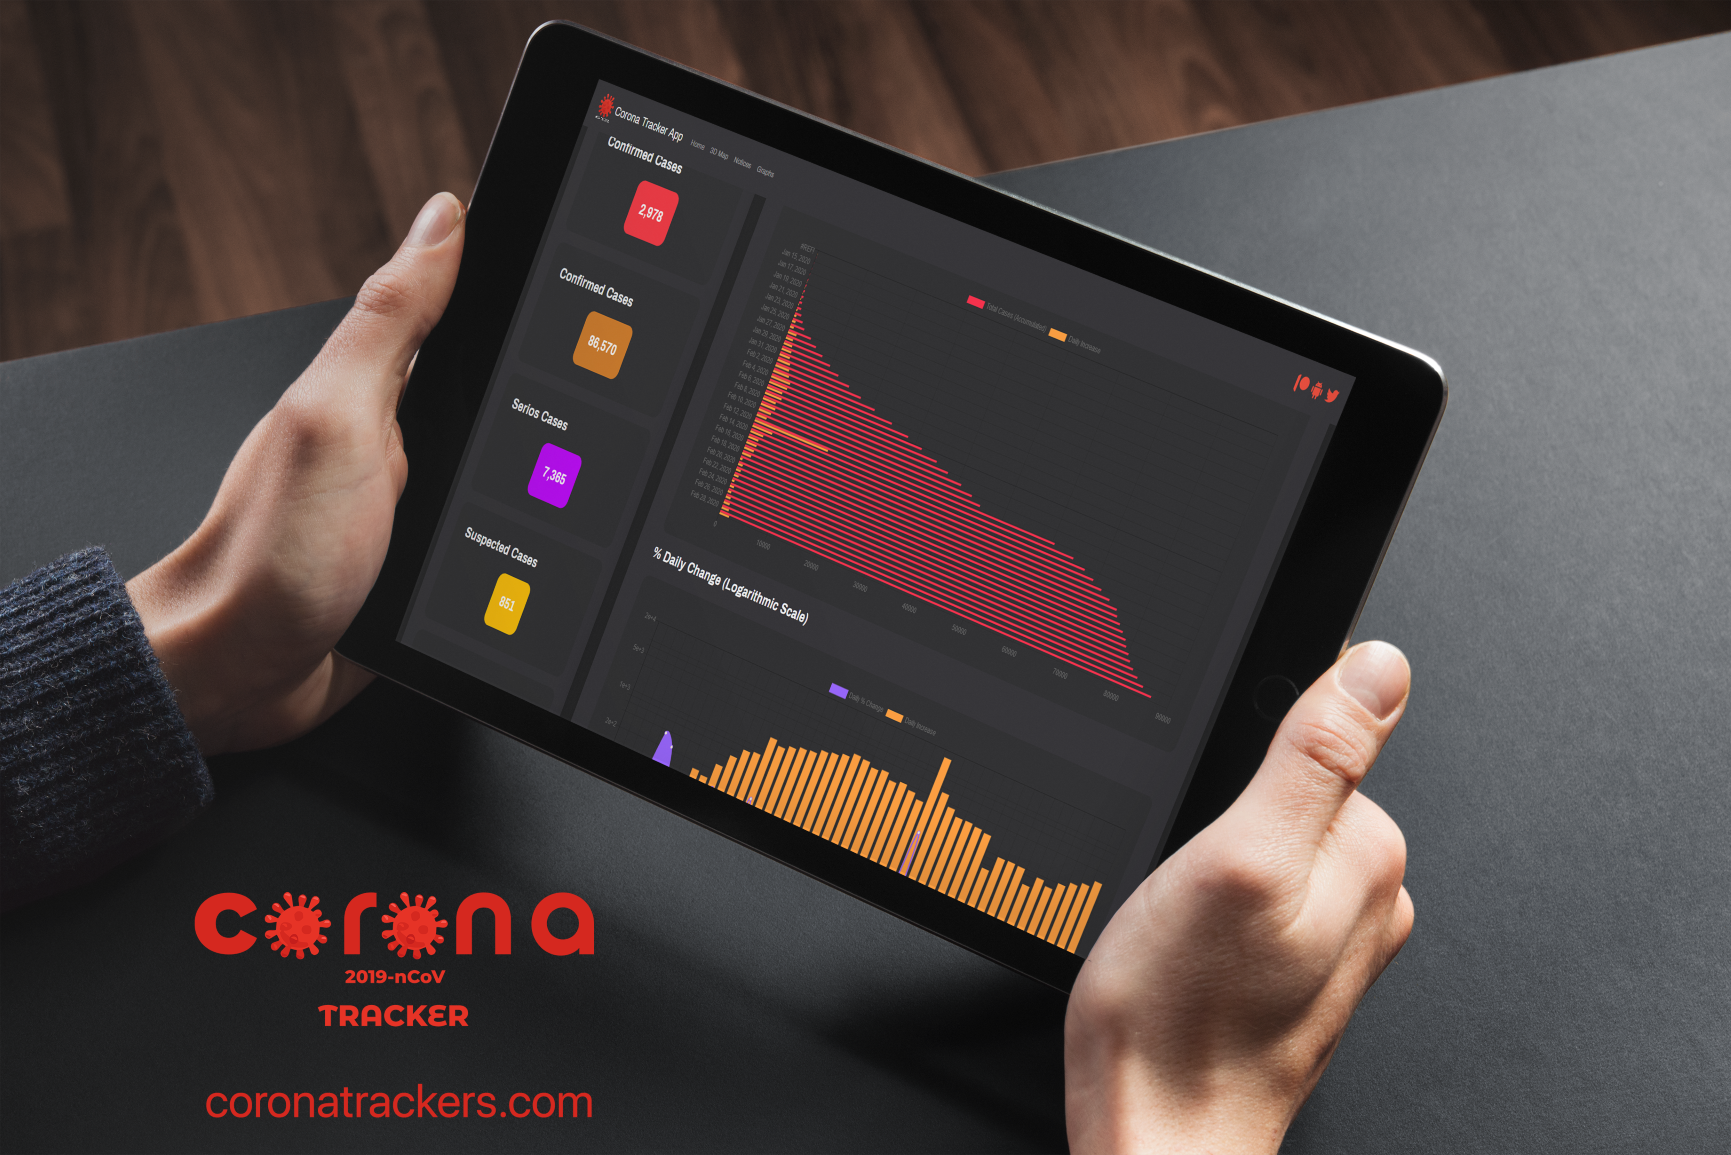 Corona Tracker App
Home 3D Map Notices Graphs
Confirmed Cases
2,978
Confirmed Cases
86,570
Serios Cases
7,365
Suspected Cases
851
#REF!
Jan 15, 2020
Jan 17, 2020
Jan 19, 2020
Jan 21, 2020
Jan 23, 2020
Jan 25, 2020
Jan 27, 2020
Jan 29, 2020
Jan 31, 2020
Feb 2, 2020
Feb 4, 2020
Feb 6, 2020
Feb 8, 2020
Feb 10, 2020
Feb 12, 2020
Feb 14, 2020
Feb 16, 2020
Feb 18, 2020
Feb 20, 2020
Feb 22, 2020
Feb 24, 2020
Feb 26, 2020
Feb 28, 2020
Total Cases (Accumulated) Daily Increase
0 10000 20000 30000 40000 50000 60000 70000 80000 90000
% Daily Change (Logarithmic Scale)
Daily % Change Daily Increase
2e+4
5e+3
1e+3
2e+2
corona
2019-nCoV
TRACKER
coronatrackers.com